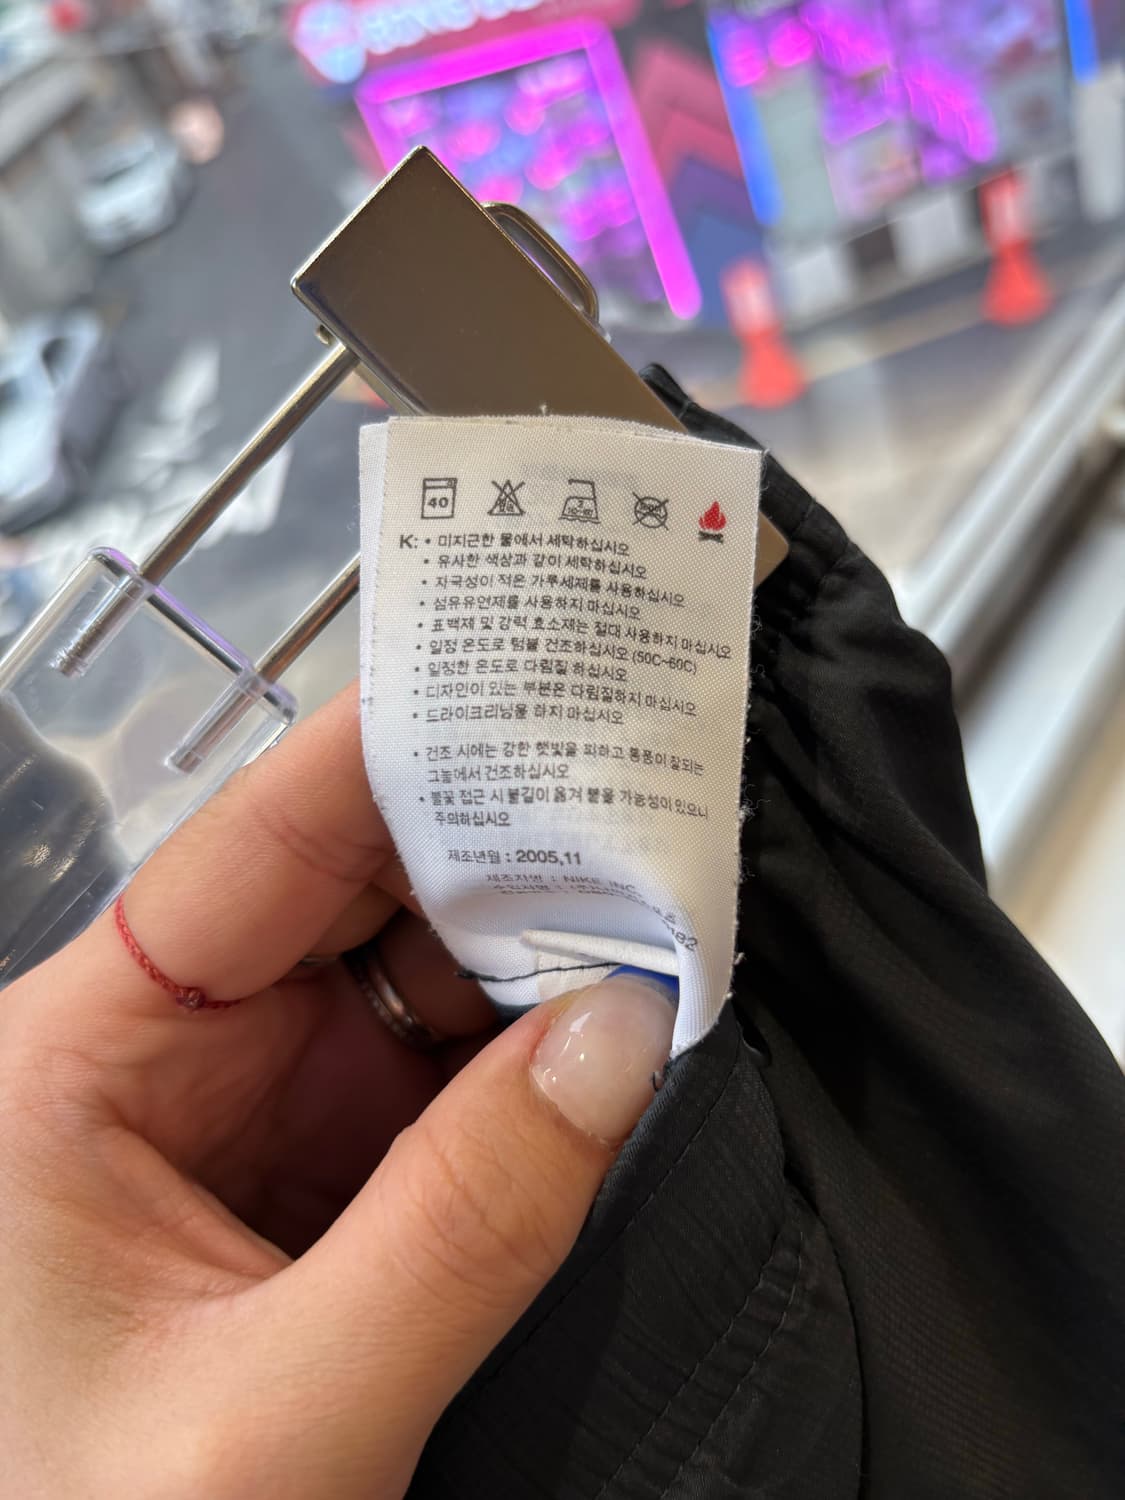 40
K: • 미지근한 물에서 세탁하십시오
• 유사한 색상과 같이 세탁하십시오
• 자극성이 적은 가루세제를 사용하십시오
• 섬유유연제를 사용하지 마십시오
• 표백제 및 강력 효소제는 절대 사용하지 마십시오
• 일정 온도로 텀블 건조하십시오 (50C~60C)
• 일정한 온도로 다림질 하십시오
• 디자인이 있는 부분은 다림질하지 마십시오
• 드라이크리닝을 하지 마십시오
• 건조 시에는 강한 햇빛을 피하고 통풍이 잘되는
그늘에서 건조하십시오
• 불꽃 접근 시 불길이 옮겨 붙을 가능성이 있으니
주의하십시오
제조년월 : 2005,11
제조자명 : NIKE INC.